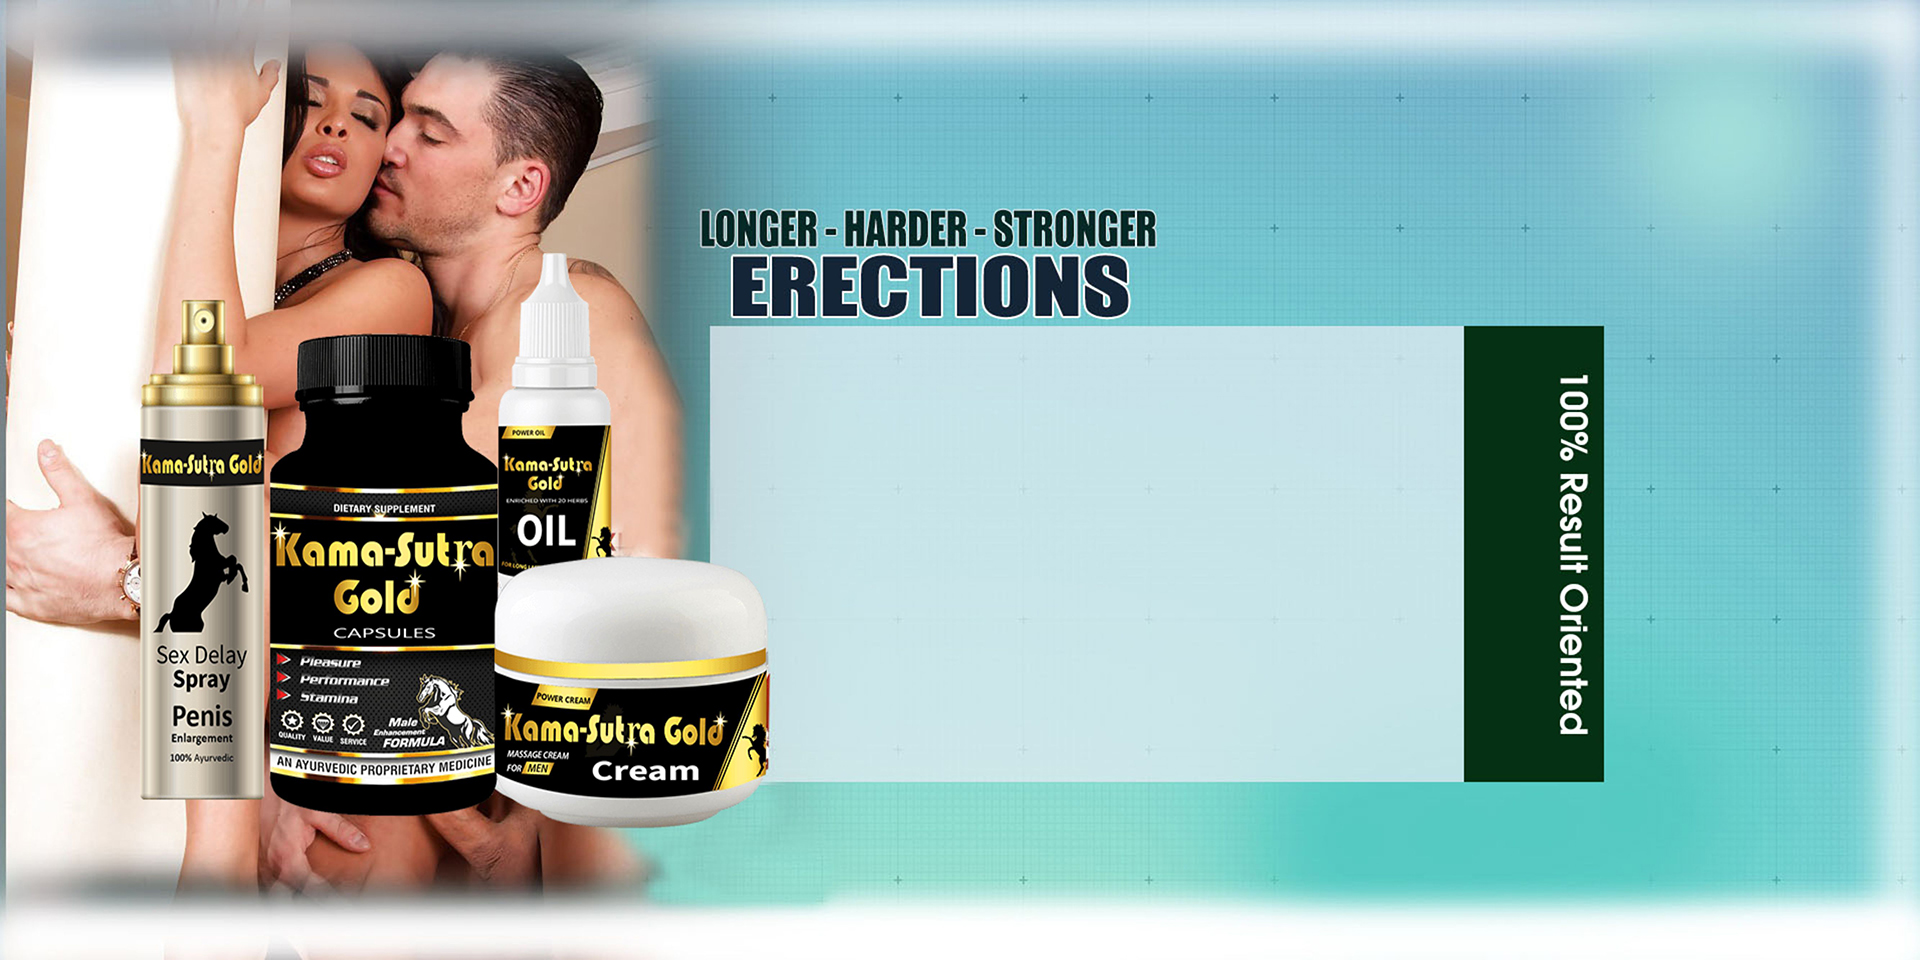 LONGER - HARDER - STRONGER
ERECTIONS
100% Result Oriented
Kama-Sutra Gold
Sex Delay
Spray
Penis
Enlargement
100% Ayurvedic
DIETARY SUPPLEMENT
Kama-Sutra
Gold
CAPSULES
Pleasure
Performance
Stamina
QUALITY VALUE SERVICE
Male
Enhancement
FORMULA
AN AYURVEDIC PROPRIETARY MEDICINE
POWER OIL
Kama-Sutra
Gold
ENRICHED WITH 20 HERBS
OIL
FOR LONG
POWER CREAM
Kama-Sutra Gold
MASSAGE CREAM
FOR MEN
Cream